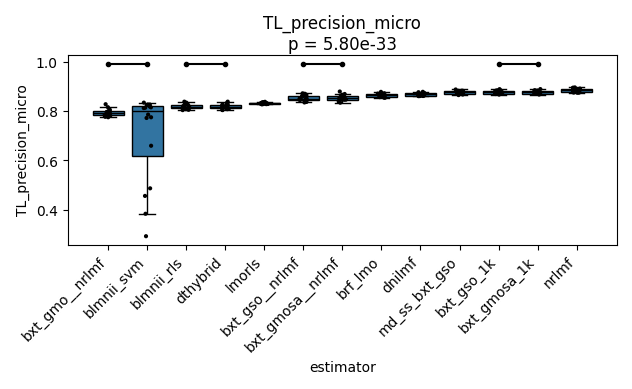 TL_precision_micro
p = 5.80e-33
1.0
0.8
0.6
0.4
TL_precision_micro
bxt_gmo__nrlmf
blmnii_svm
blmnii_rls
dthybrid
lmorls
bxt_gso__nrlmf
bxt_gmosa__nrlmf
brf_lmo
dnilmf
md_ss_bxt_gso
bxt_gso_1k
bxt_gmosa_1k
nrlmf
estimator